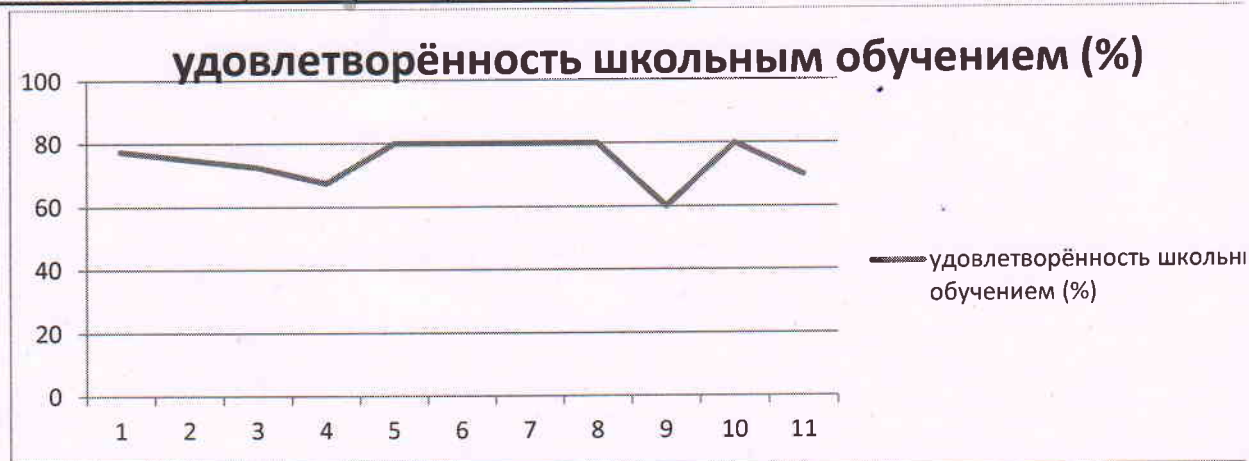 удовлетворённость школьным обучением (%)
100
80
60
40
20
0
1 2 3 4 5 6 7 8 9 10 11
удовлетворённость школьн
обучением (%)